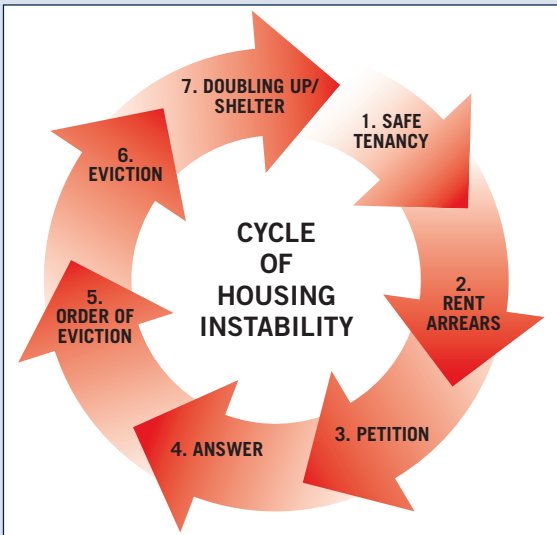 CYCLE
OF
HOUSING
INSTABILITY
1. SAFE
TENANCY
2.
RENT
ARREARS
3. PETITION
4. ANSWER
5.
ORDER OF
EVICTION
6.
EVICTION
7. DOUBLING UP/
SHELTER